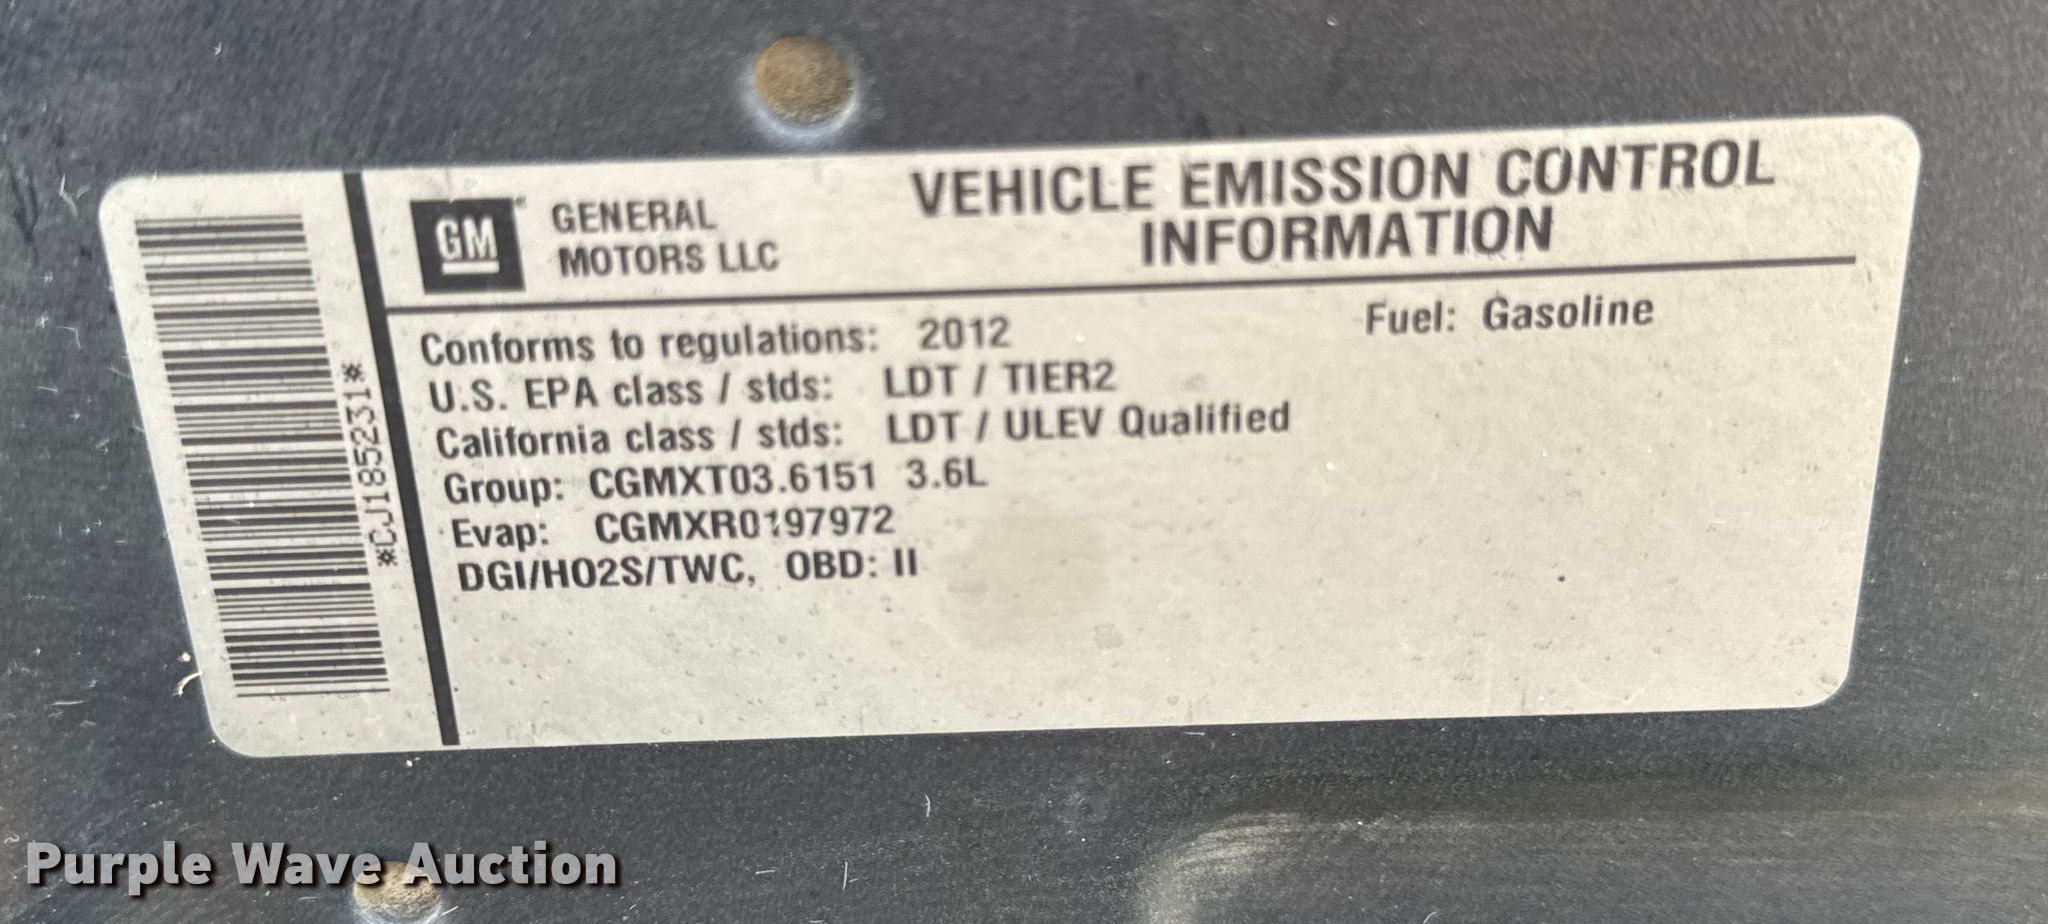 *CJ185231*
GM
GENERAL
MOTORS LLC
VEHICLE EMISSION CONTROL
INFORMATION
Conforms to regulations: 2012
Fuel: Gasoline
U.S. EPA class / stds: LDT / TIER2
California class / stds: LDT / ULEV Qualified
Group: CGMXT03.6151 3.6L
Evap: CGMXR0197972
DGI/HO2S/TWC, OBD: II
Purple Wave Auction